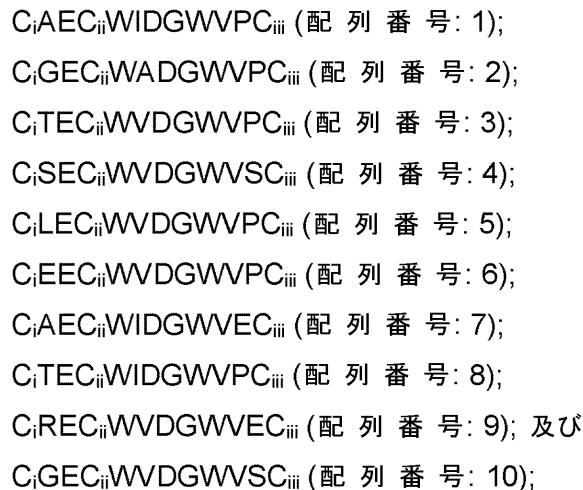 CᵢAECᵢᵢWIDGWVPCᵢᵢᵢ (配 列 番 号: 1);
CᵢGECᵢᵢWADGWVPCᵢᵢᵢ (配 列 番 号: 2);
CᵢTECᵢᵢWVDGWVPCᵢᵢᵢ (配 列 番 号: 3);
CᵢSECᵢᵢWVDGWVSCᵢᵢᵢ (配 列 番 号: 4);
CᵢLECᵢᵢWVDGWVPCᵢᵢᵢ (配 列 番 号: 5);
CᵢEECᵢᵢWVDGWVPCᵢᵢᵢ (配 列 番 号: 6);
CᵢAECᵢᵢWIDGWVECᵢᵢᵢ (配 列 番 号: 7);
CᵢTECᵢᵢWIDGWVPCᵢᵢᵢ (配 列 番 号: 8);
CᵢRECᵢᵢWVDGWVECᵢᵢᵢ (配 列 番 号: 9); 及び
CᵢGECᵢᵢWVDGWVSCᵢᵢᵢ (配 列 番 号: 10);